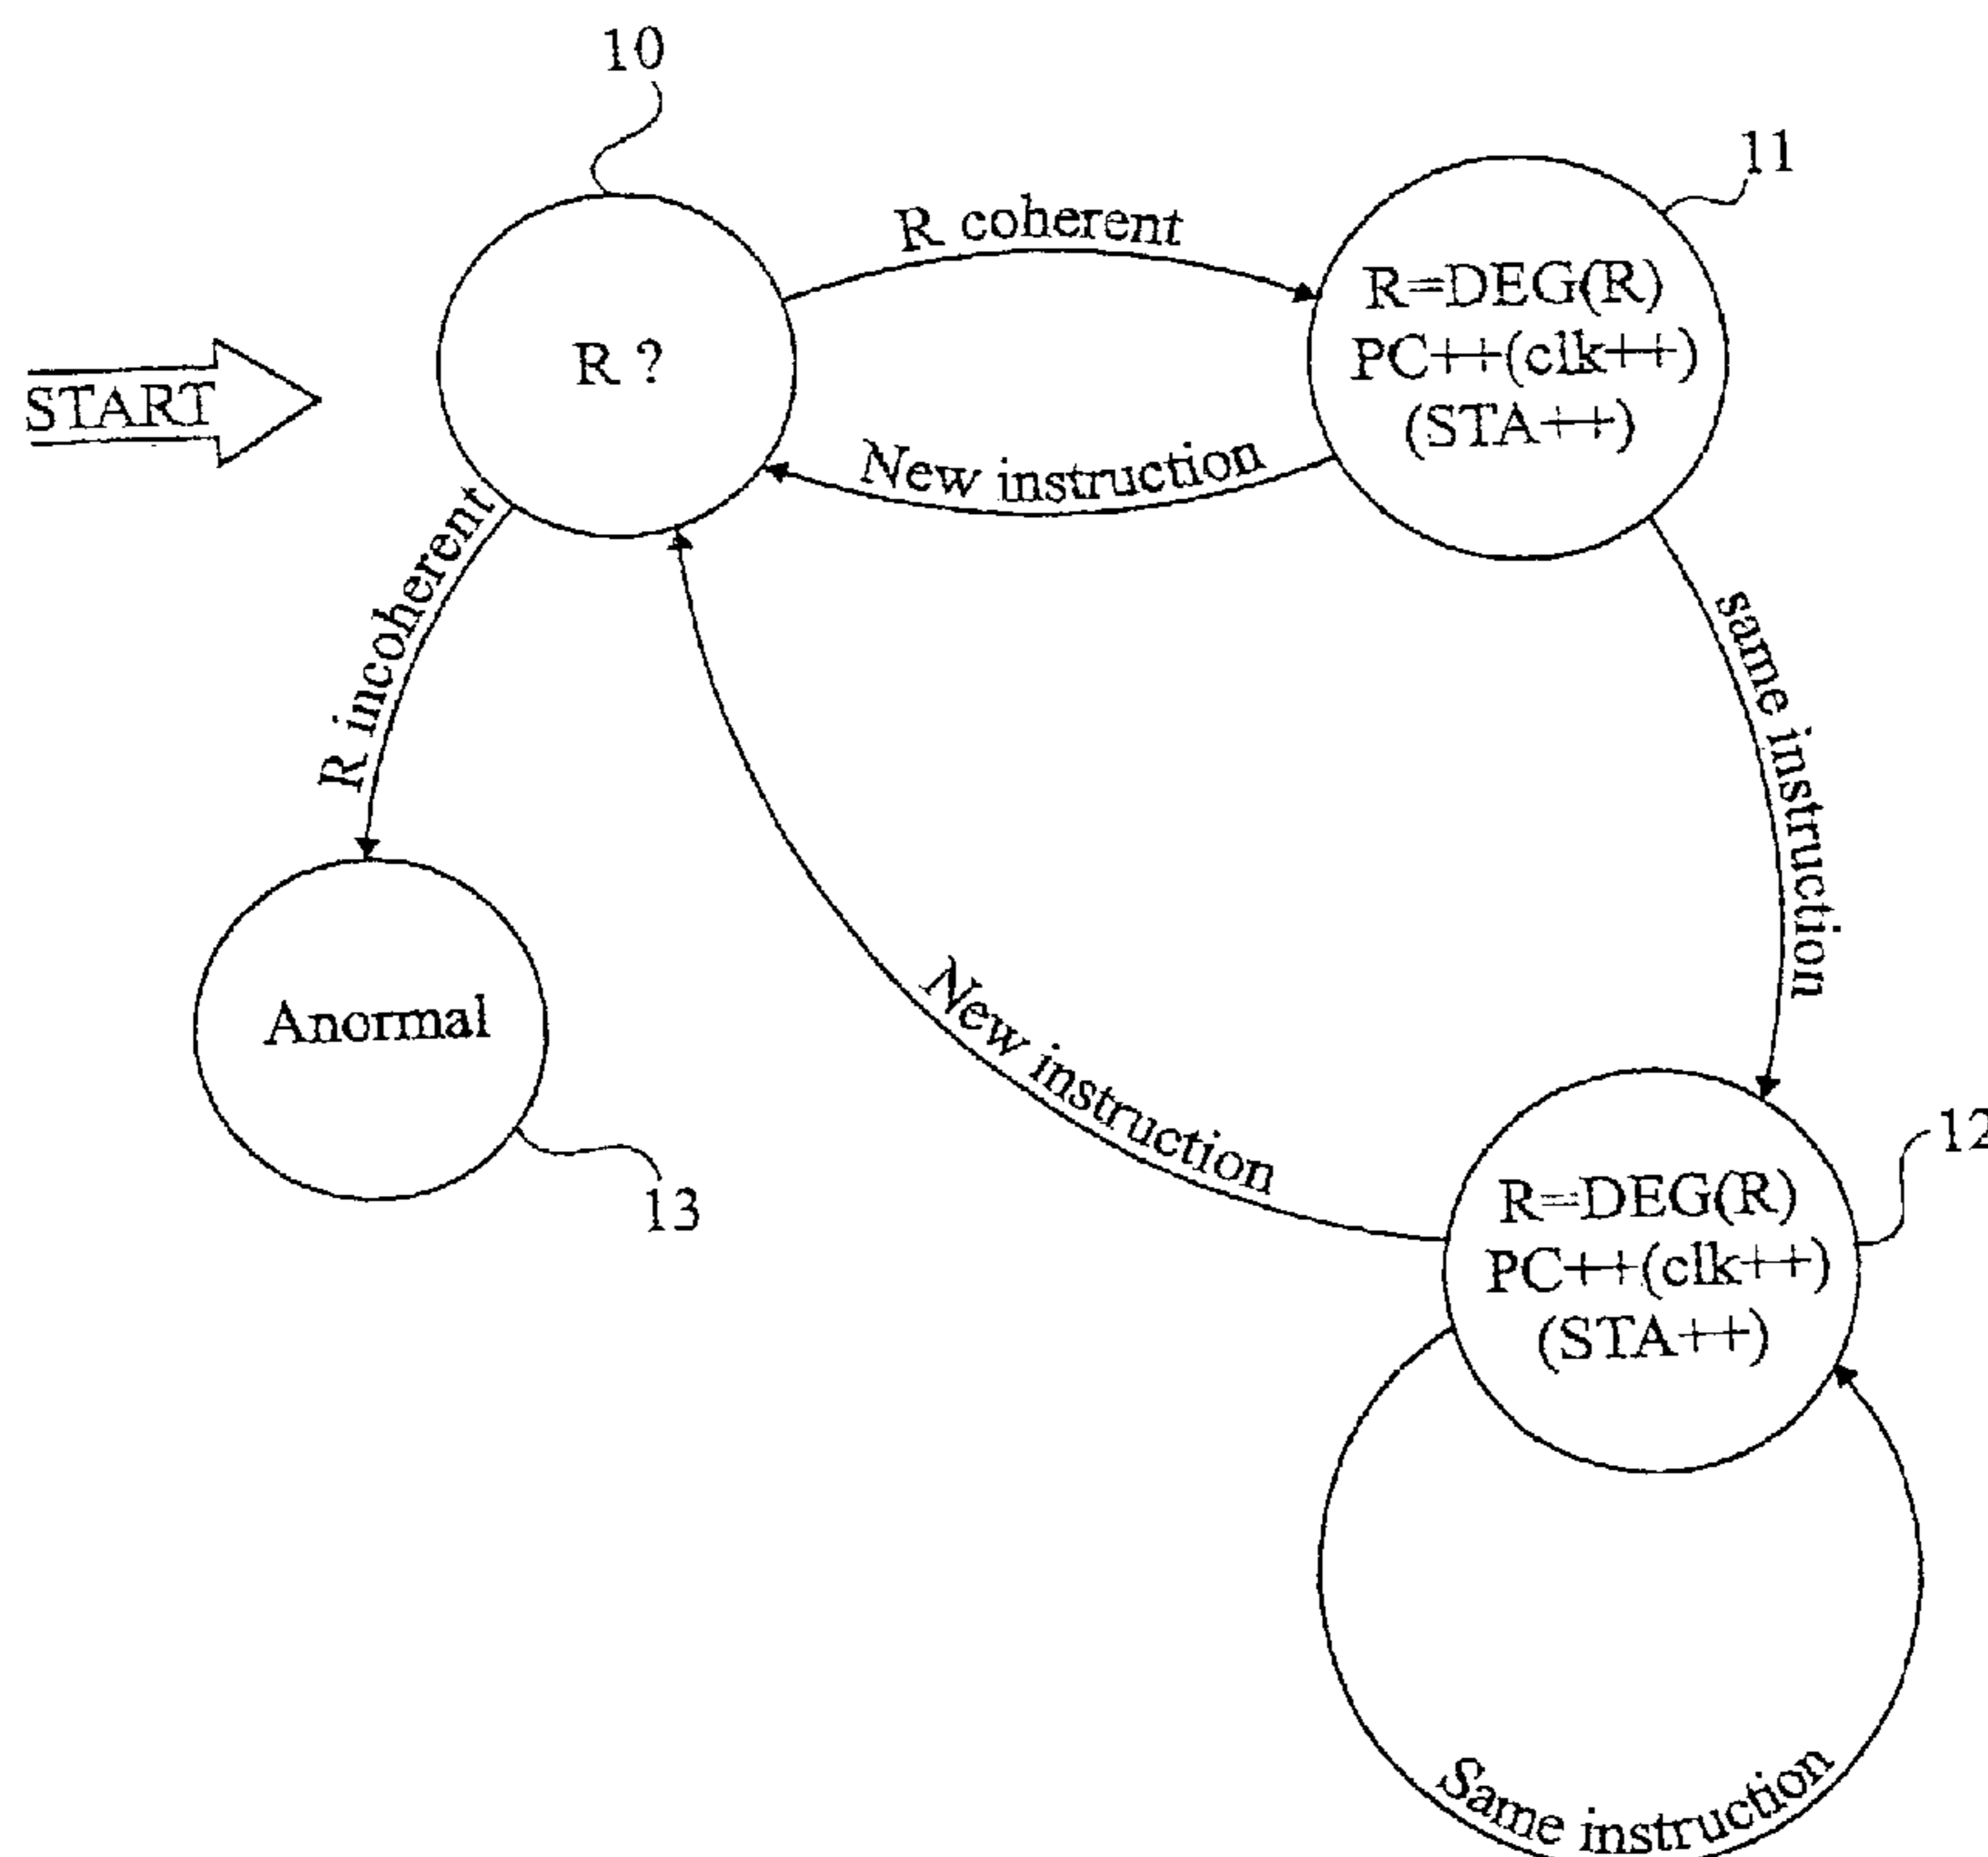 10
11
R coherent
R=DEG(R)
PC++(clk++)
(STA++)
R ?
START
New instruction
R incoherent
same instruction
New instruction
Anormal
13
12
R=DEG(R)
PC++(clk++)
(STA++)
Same instruction